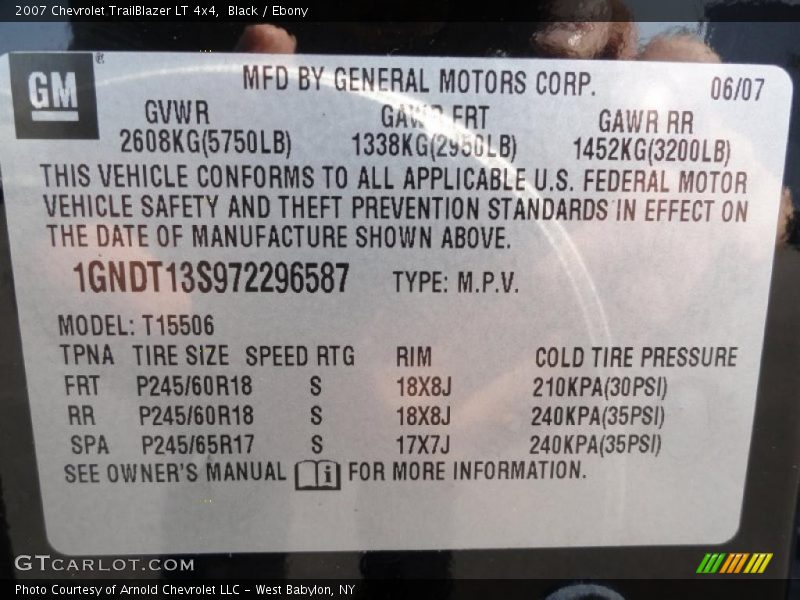 2007 Chevrolet TrailBlazer LT 4x4, Black / Ebony
GM®
MFD BY GENERAL MOTORS CORP. 06/07
GVWR GAWR FRT GAWR RR
2608KG(5750LB) 1338KG(2950LB) 1452KG(3200LB)
THIS VEHICLE CONFORMS TO ALL APPLICABLE U.S. FEDERAL MOTOR
VEHICLE SAFETY AND THEFT PREVENTION STANDARDS IN EFFECT ON
THE DATE OF MANUFACTURE SHOWN ABOVE.
1GNDT13S972296587 TYPE: M.P.V.
MODEL: T15506
TPNA TIRE SIZE SPEED RTG RIM COLD TIRE PRESSURE
FRT P245/60R18 S 18X8J 210KPA(30PSI)
RR P245/60R18 S 18X8J 240KPA(35PSI)
SPA P245/65R17 S 17X7J 240KPA(35PSI)
SEE OWNER'S MANUAL i FOR MORE INFORMATION.
GTCARLOT.COM
Photo Courtesy of Arnold Chevrolet LLC - West Babylon, NY